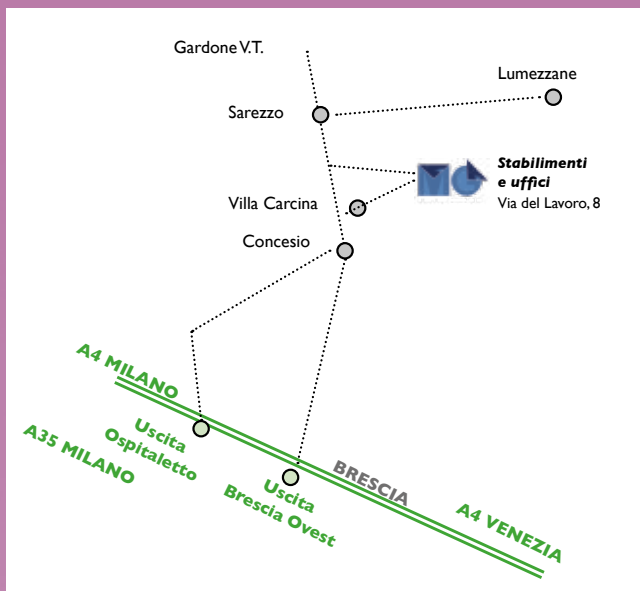 Gardone V.T.
Lumezzane
Sarezzo
MG
Stabilimenti
e uffici
Via del Lavoro, 8
Villa Carcina
Concesio
A4 MILANO
Uscita
Ospitaletto
A35 MILANO
BRESCIA
Uscita
Brescia Ovest
A4 VENEZIA